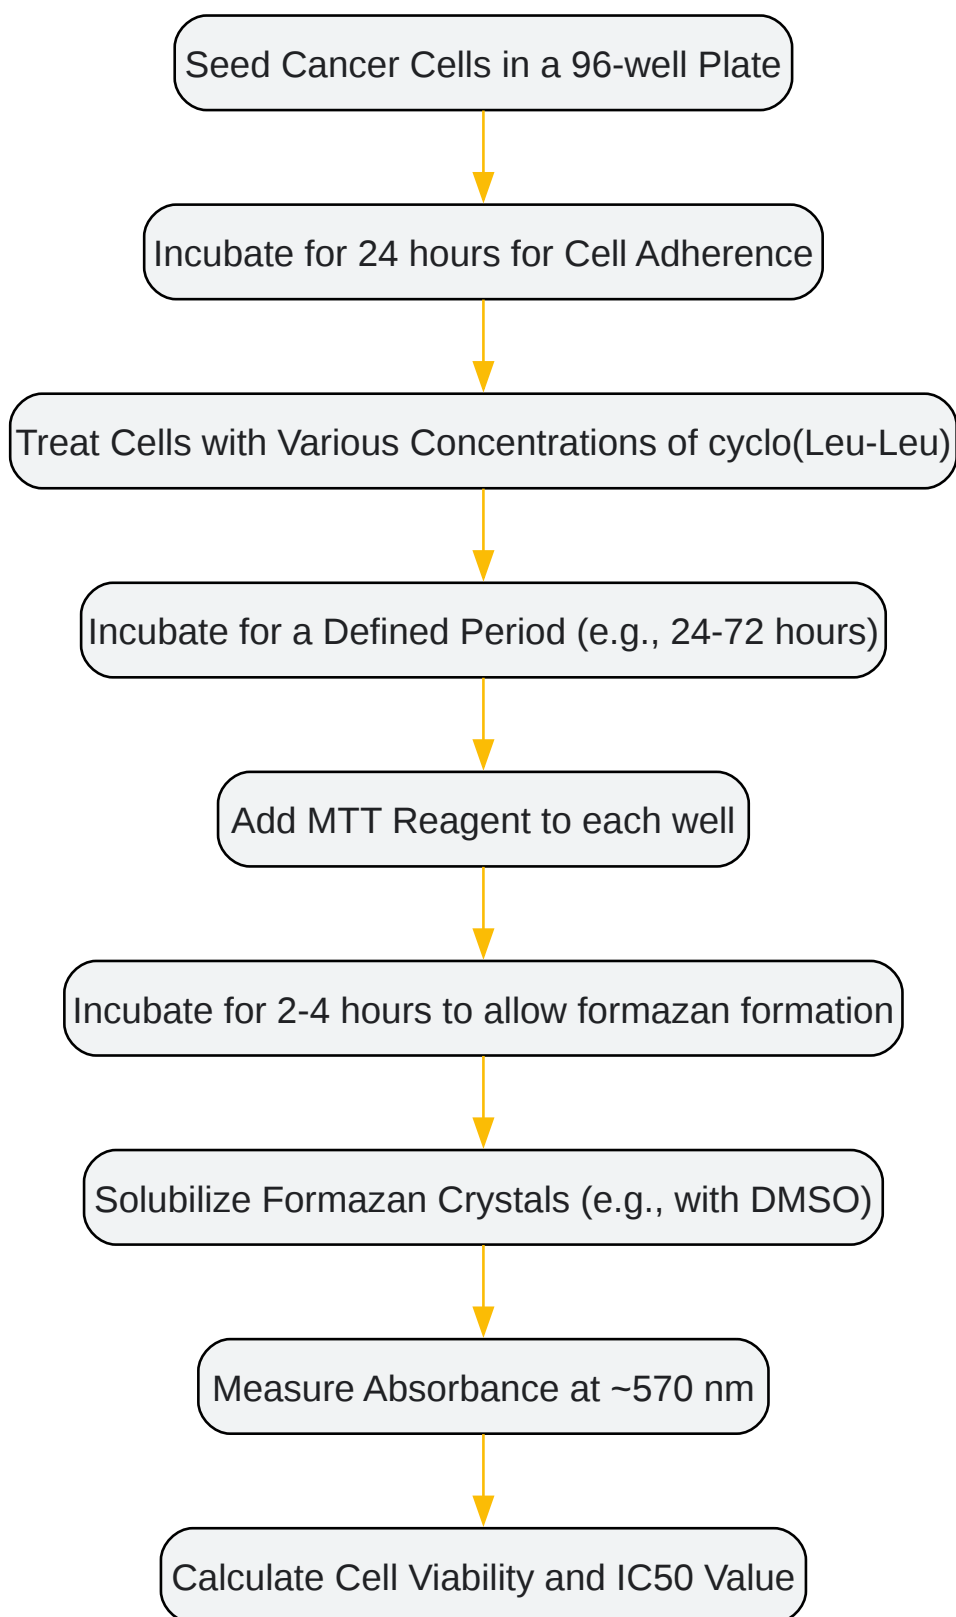 Seed Cancer Cells in a 96-well Plate
Incubate for 24 hours for Cell Adherence
Treat Cells with Various Concentrations of cyclo(Leu-Leu)
Incubate for a Defined Period (e.g., 24-72 hours)
Add MTT Reagent to each well
Incubate for 2-4 hours to allow formazan formation
Solubilize Formazan Crystals (e.g., with DMSO)
Measure Absorbance at ~570 nm
Calculate Cell Viability and IC50 Value